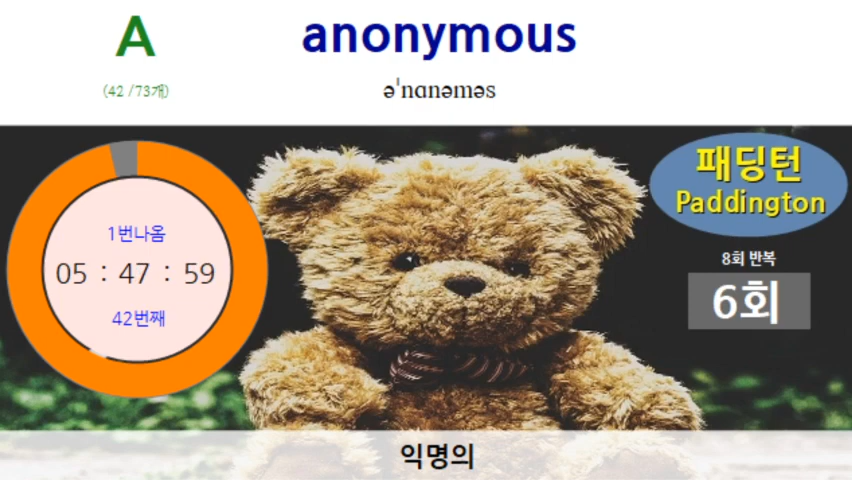 A
(42 /73개)
anonymous
əˈnɑnəməs
1번나옴
05 : 47 : 59
42번째
패딩턴
Paddington
8회 반복
6회
익명의